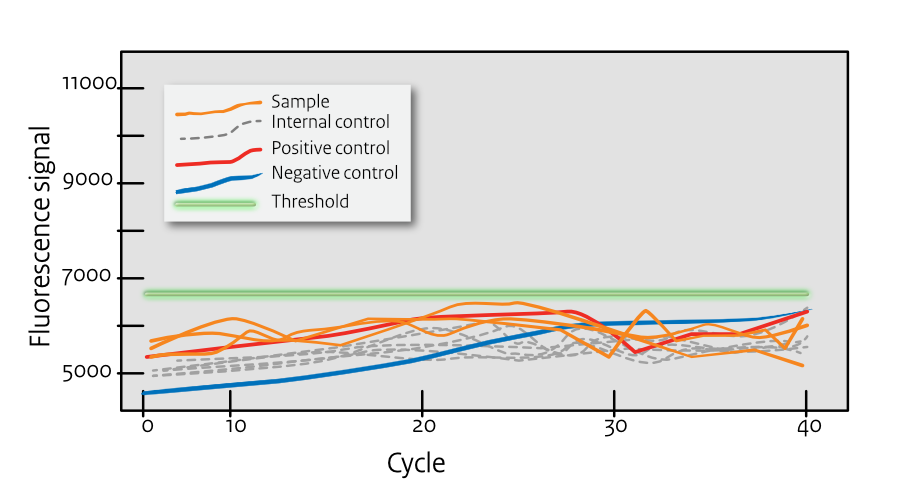 11000
9000
7000
5000
Fluorescence signal
Sample
Internal control
Positive control
Negative control
Threshold
0 10 20 30 40
Cycle